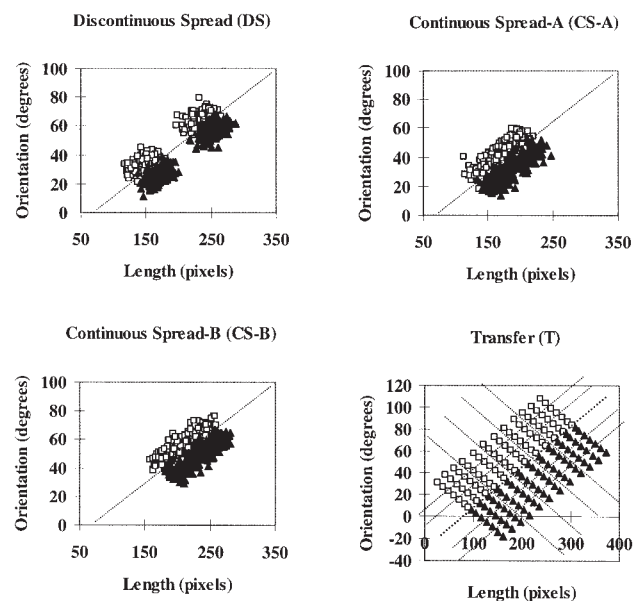 Discontinuous Spread (DS)
Orientation (degrees)
100
80
60
40
20
0
50 150 250 350
Length (pixels)
Continuous Spread-A (CS-A)
Orientation (degrees)
100
80
60
40
20
0
50 150 250 350
Length (pixels)
Continuous Spread-B (CS-B)
Orientation (degrees)
100
80
60
40
20
0
50 150 250 350
Length (pixels)
Transfer (T)
Orientation (degrees)
120
100
80
60
40
20
0
-20
-40
0 100 200 300 400
Length (pixels)